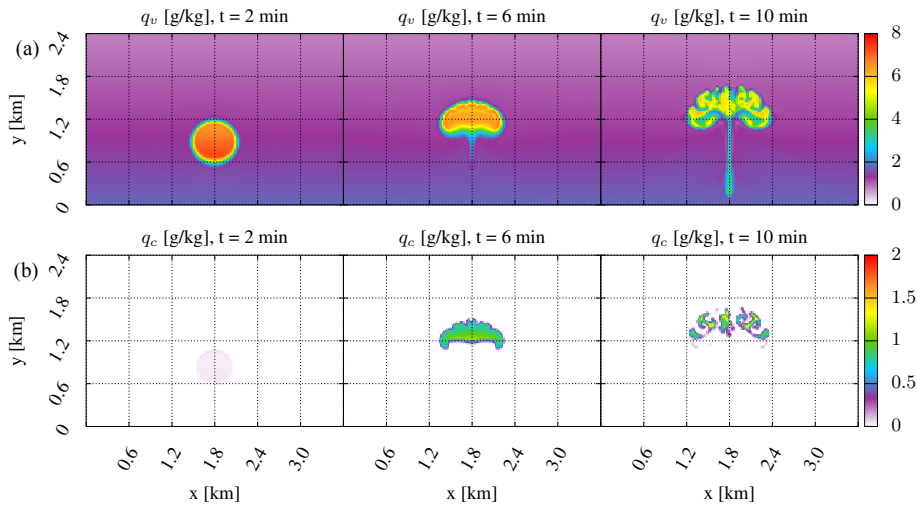 q_v [g/kg], t = 2 min q_v [g/kg], t = 6 min q_v [g/kg], t = 10 min
(a)
y [km]
2.4
1.8
1.2
0.6
0
8
6
4
2
0
q_c [g/kg], t = 2 min q_c [g/kg], t = 6 min q_c [g/kg], t = 10 min
(b)
y [km]
2.4
1.8
1.2
0.6
0
2
1.5
1
0.5
0
0.6 1.2 1.8 2.4 3.0 0.6 1.2 1.8 2.4 3.0 0.6 1.2 1.8 2.4 3.0
x [km] x [km] x [km]